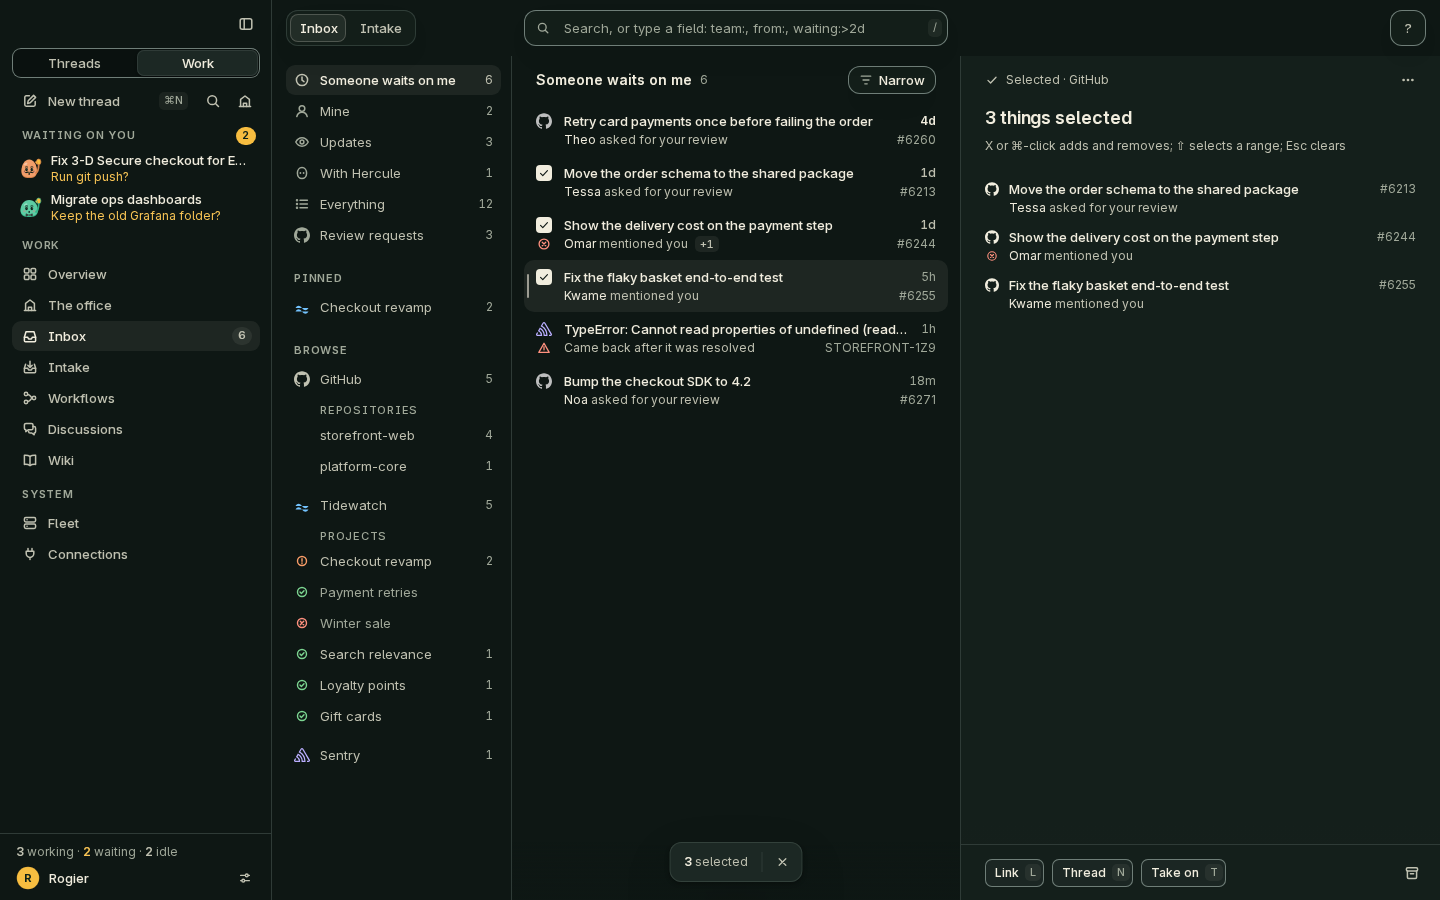 Threads
Work
New thread
⌘N
WAITING ON YOU
2
Fix 3-D Secure checkout for E…
Run git push?
Migrate ops dashboards
Keep the old Grafana folder?
WORK
Overview
The office
Inbox
6
Intake
Workflows
Discussions
Wiki
SYSTEM
Fleet
Connections
3 working · 2 waiting · 2 idle
R
Rogier
Inbox
Intake
Someone waits on me 6
Mine 2
Updates 3
With Hercule 1
Everything 12
Review requests 3
PINNED
Checkout revamp 2
BROWSE
GitHub 5
REPOSITORIES
storefront-web 4
platform-core 1
Tidewatch 5
PROJECTS
Checkout revamp 2
Payment retries
Winter sale
Search relevance 1
Loyalty points 1
Gift cards 1
Sentry 1
Search, or type a field: team:, from:, waiting:>2d
/
?
Someone waits on me 6
Narrow
Retry card payments once before failing the order 4d
Theo asked for your review #6260
Move the order schema to the shared package 1d
Tessa asked for your review #6213
Show the delivery cost on the payment step 1d
Omar mentioned you +1 #6244
Fix the flaky basket end-to-end test 5h
Kwame mentioned you #6255
TypeError: Cannot read properties of undefined (read… 1h
Came back after it was resolved STOREFRONT-1Z9
Bump the checkout SDK to 4.2 18m
Noa asked for your review #6271
3 selected
Selected · GitHub
3 things selected
X or ⌘-click adds and removes; ⇧ selects a range; Esc clears
Move the order schema to the shared package #6213
Tessa asked for your review
Show the delivery cost on the payment step #6244
Omar mentioned you
Fix the flaky basket end-to-end test #6255
Kwame mentioned you
Link L
Thread N
Take on T